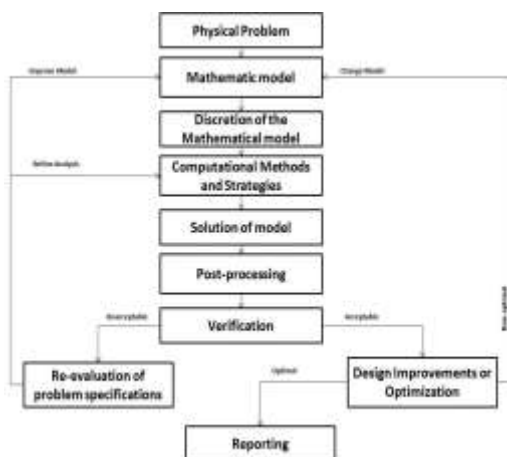 Physical Problem
Improve Model
Change Model
Mathematic model
Discretion of the
Mathematical model
Refine Analysis
Computational Methods
and Strategies
Solution of model
Post-processing
Unacceptable
Acceptable
Verification
Re-evaluation of
problem specifications
Optimal
Design Improvements or
Optimization
Reporting